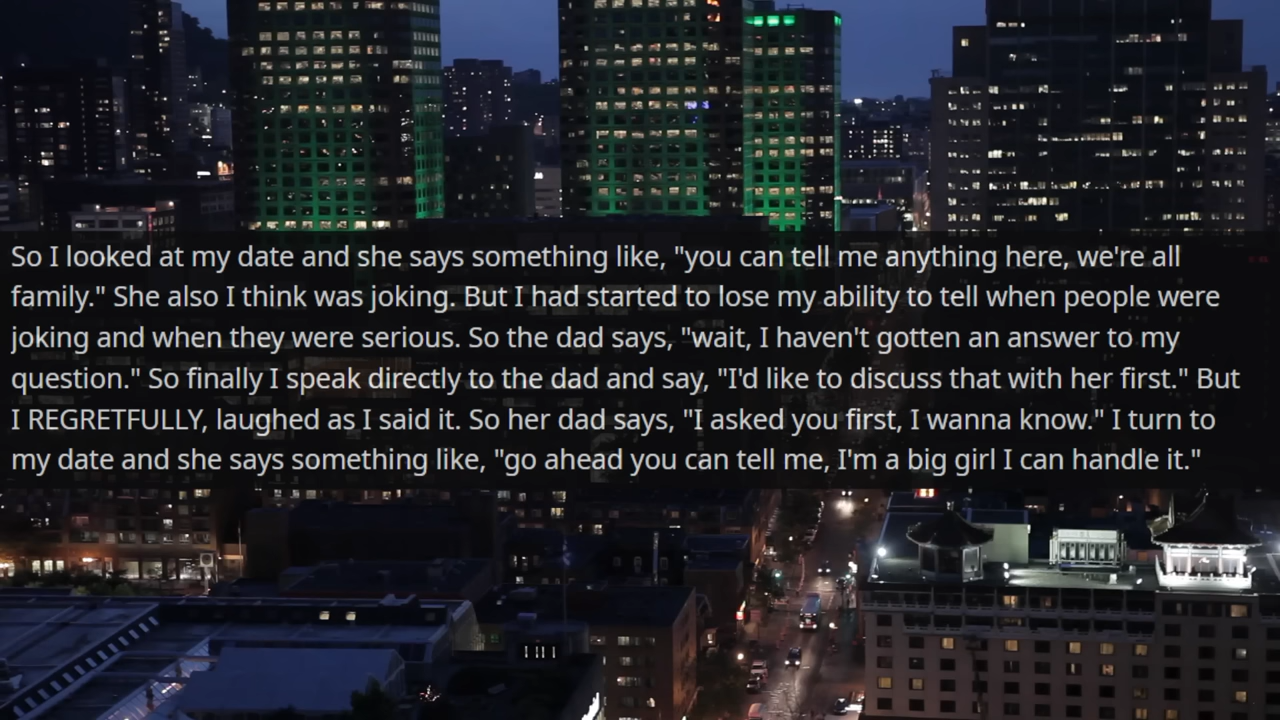 So I looked at my date and she says something like, "you can tell me anything here, we're all
family." She also I think was joking. But I had started to lose my ability to tell when people were
joking and when they were serious. So the dad says, "wait, I haven't gotten an answer to my
question." So finally I speak directly to the dad and say, "I'd like to discuss that with her first." But
I REGRETFULLY, laughed as I said it. So her dad says, "I asked you first, I wanna know." I turn to
my date and she says something like, "go ahead you can tell me, I'm a big girl I can handle it."